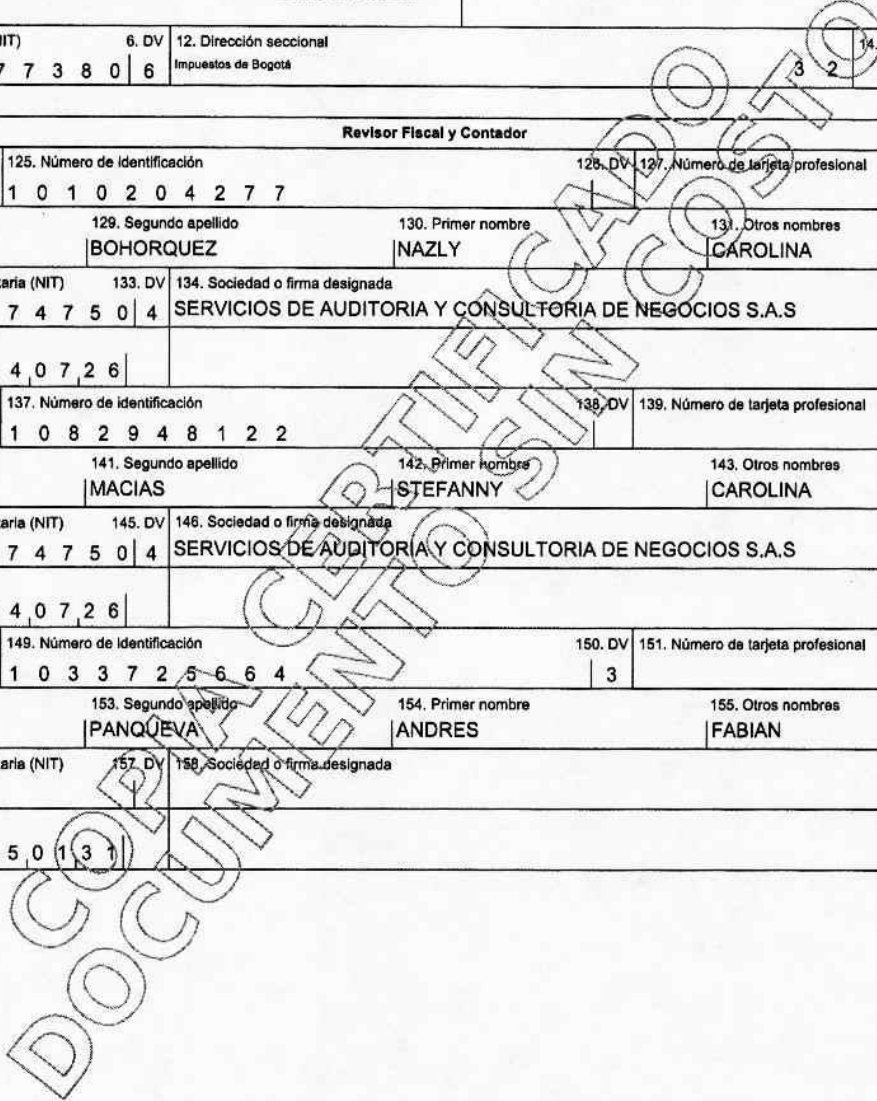 IIT) 6. DV 12. Dirección seccional 14.
7 7 3 8 0 6 Impuestos de Bogotá 3 2
Revisor Fiscal y Contador
125. Número de identificación 126. DV 127. Número de tarjeta profesional
1 0 1 0 2 0 4 2 7 7
129. Segundo apellido 130. Primer nombre 131. Otros nombres
BOHORQUEZ NAZLY CAROLINA
taria (NIT) 133. DV 134. Sociedad o firma designada
7 4 7 5 0 4 SERVICIOS DE AUDITORIA Y CONSULTORIA DE NEGOCIOS S.A.S
4 0 7 2 6
137. Número de identificación 138. DV 139. Número de tarjeta profesional
1 0 8 2 9 4 8 1 2 2
141. Segundo apellido 142. Primer nombre 143. Otros nombres
MACIAS STEFANNY CAROLINA
taria (NIT) 145. DV 146. Sociedad o firma designada
7 4 7 5 0 4 SERVICIOS DE AUDITORIA Y CONSULTORIA DE NEGOCIOS S.A.S
4 0 7 2 6
149. Número de identificación 150. DV 151. Número de tarjeta profesional
1 0 3 3 7 2 5 6 6 4 3
153. Segundo apellido 154. Primer nombre 155. Otros nombres
PANQUEVA ANDRES FABIAN
taria (NIT) 157. DV 158. Sociedad o firma designada
5 0 1 3 1
COPIA CERTIFICADO
DOCUMENTO SIN COSTO